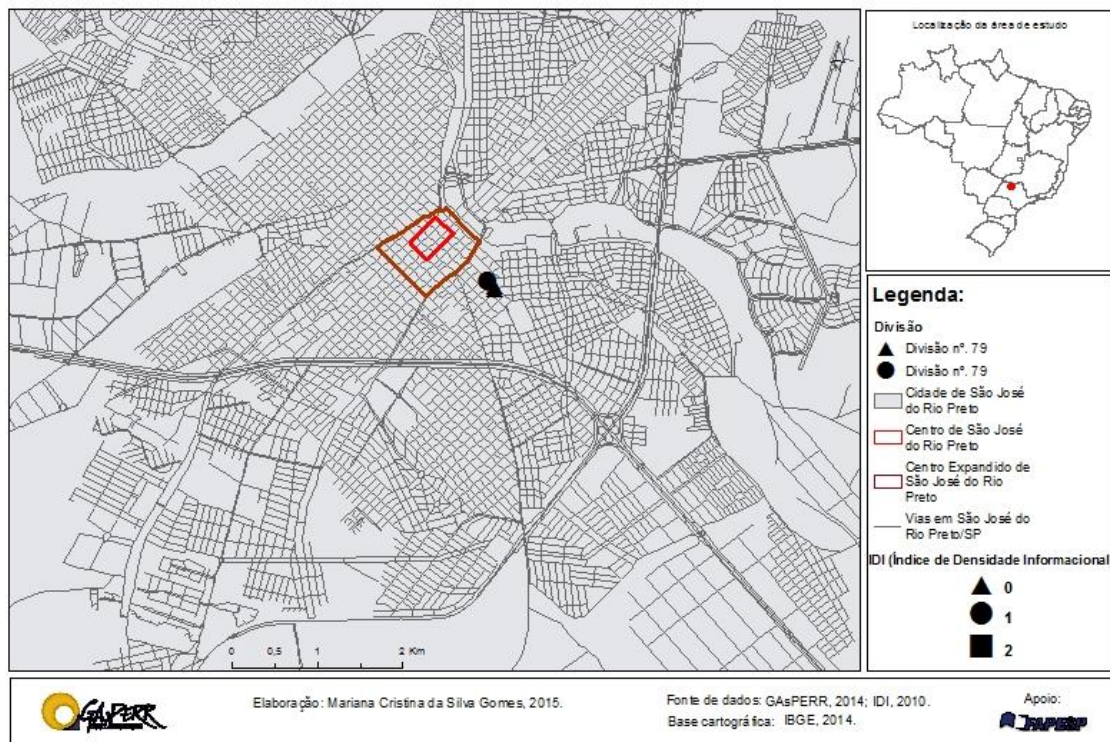 Localização da área de estudo
Legenda:
Divisão
Divisão nº. 79
Divisão nº. 79
Cidade de São José
do Rio Preto
Centro de São José
do Rio Preto
Centro Expandido de
São José do Rio
Preto
Vias em São José do
Rio Preto/SP
IDI (Índice de Densidade Informacional
0
1
2
0 0,5 1 2 Km
GAsPERR
Elaboração: Mariana Cristina da Silva Gomes, 2015.
Fonte de dados: GAsPERR, 2014; IDI, 2010.
Base cartográfica: IBGE, 2014.
Apoio:
FAPESP